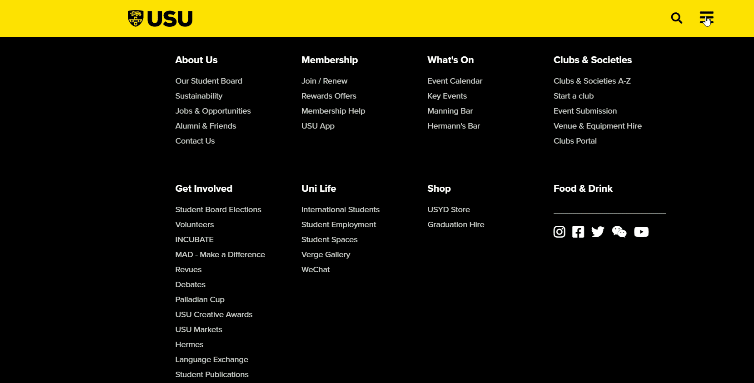 USU
About Us
Our Student Board
Sustainability
Jobs & Opportunities
Alumni & Friends
Contact Us
Membership
Join / Renew
Rewards Offers
Membership Help
USU App
What's On
Event Calendar
Key Events
Manning Bar
Hermann's Bar
Clubs & Societies
Clubs & Societies A-Z
Start a club
Event Submission
Venue & Equipment Hire
Clubs Portal
Get Involved
Student Board Elections
Volunteers
INCUBATE
MAD - Make a Difference
Revues
Debates
Palladian Cup
USU Creative Awards
USU Markets
Hermes
Language Exchange
Student Publications
Uni Life
International Students
Student Employment
Student Spaces
Verge Gallery
WeChat
Shop
USYD Store
Graduation Hire
Food & Drink